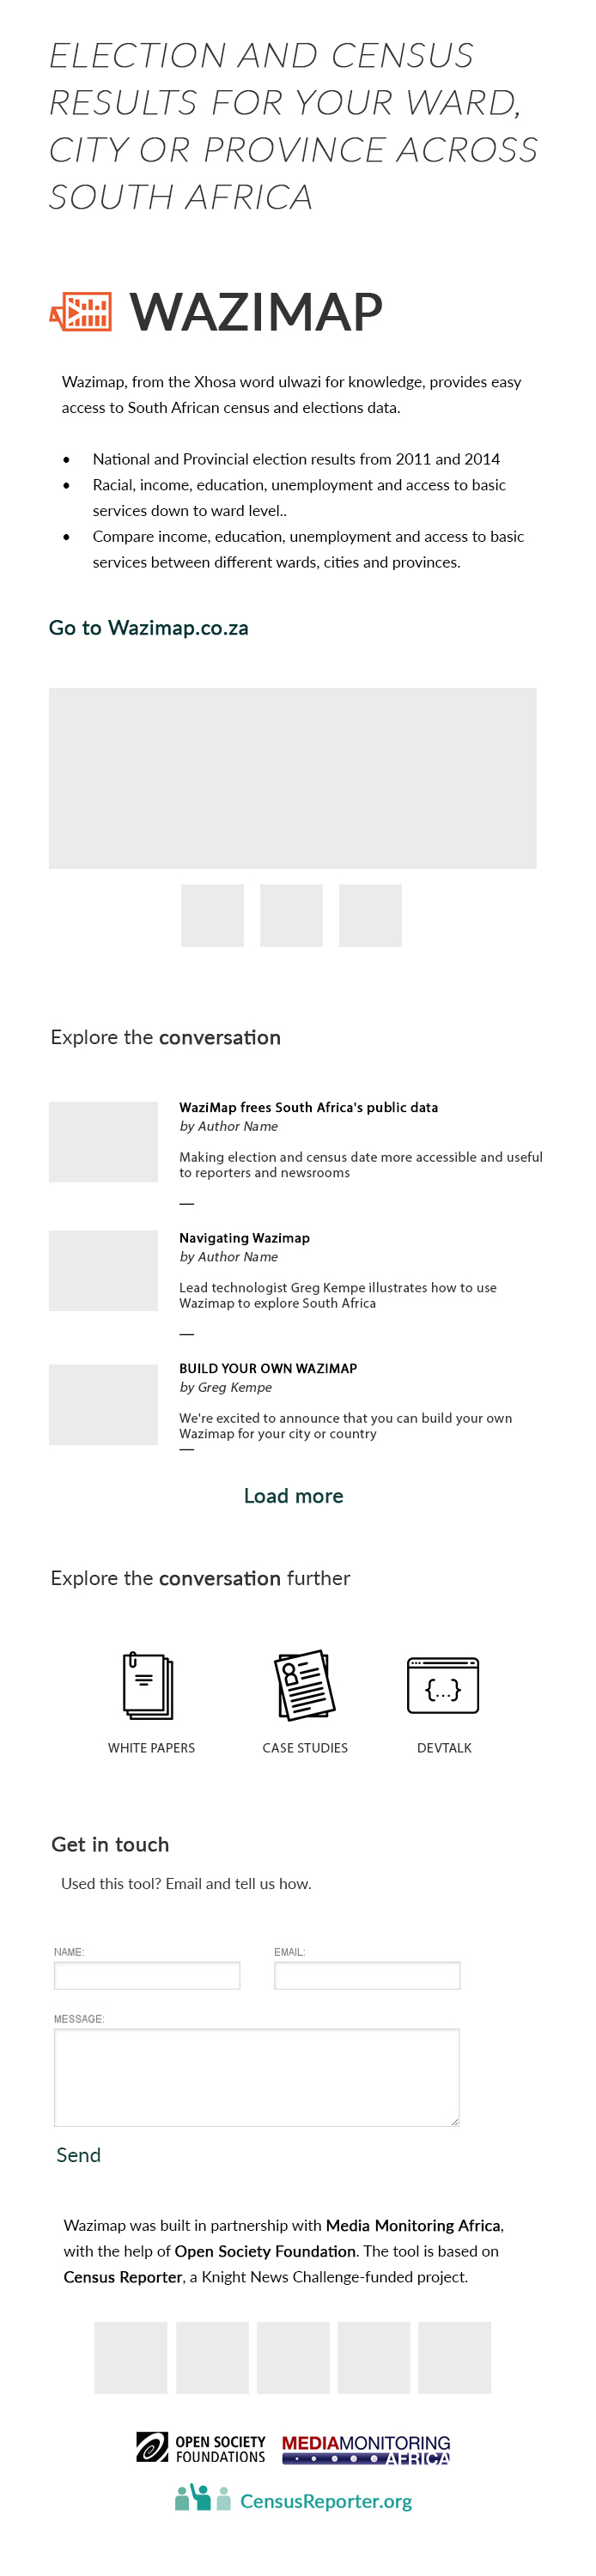 ELECTION AND CENSUS
RESULTS FOR YOUR WARD,
CITY OR PROVINCE ACROSS
SOUTH AFRICA
WAZIMAP
Wazimap, from the Xhosa word ulwazi for knowledge, provides easy
access to South African census and elections data.
• National and Provincial election results from 2011 and 2014
• Racial, income, education, unemployment and access to basic
services down to ward level..
• Compare income, education, unemployment and access to basic
services between different wards, cities and provinces.
Go to Wazimap.co.za
Explore the conversation
WaziMap frees South Africa's public data
by Author Name
Making election and census date more accessible and useful
to reporters and newsrooms
—
Navigating Wazimap
by Author Name
Lead technologist Greg Kempe illustrates how to use
Wazimap to explore South Africa
—
BUILD YOUR OWN WAZIMAP
by Greg Kempe
We're excited to announce that you can build your own
Wazimap for your city or country
—
Load more
Explore the conversation further
{...}
WHITE PAPERS CASE STUDIES DEVTALK
Get in touch
Used this tool? Email and tell us how.
NAME: EMAIL:
MESSAGE:
Send
Wazimap was built in partnership with Media Monitoring Africa,
with the help of Open Society Foundation. The tool is based on
Census Reporter, a Knight News Challenge-funded project.
OPEN SOCIETY
FOUNDATIONS
MEDIAMONITORING
AFRICA
CensusReporter.org